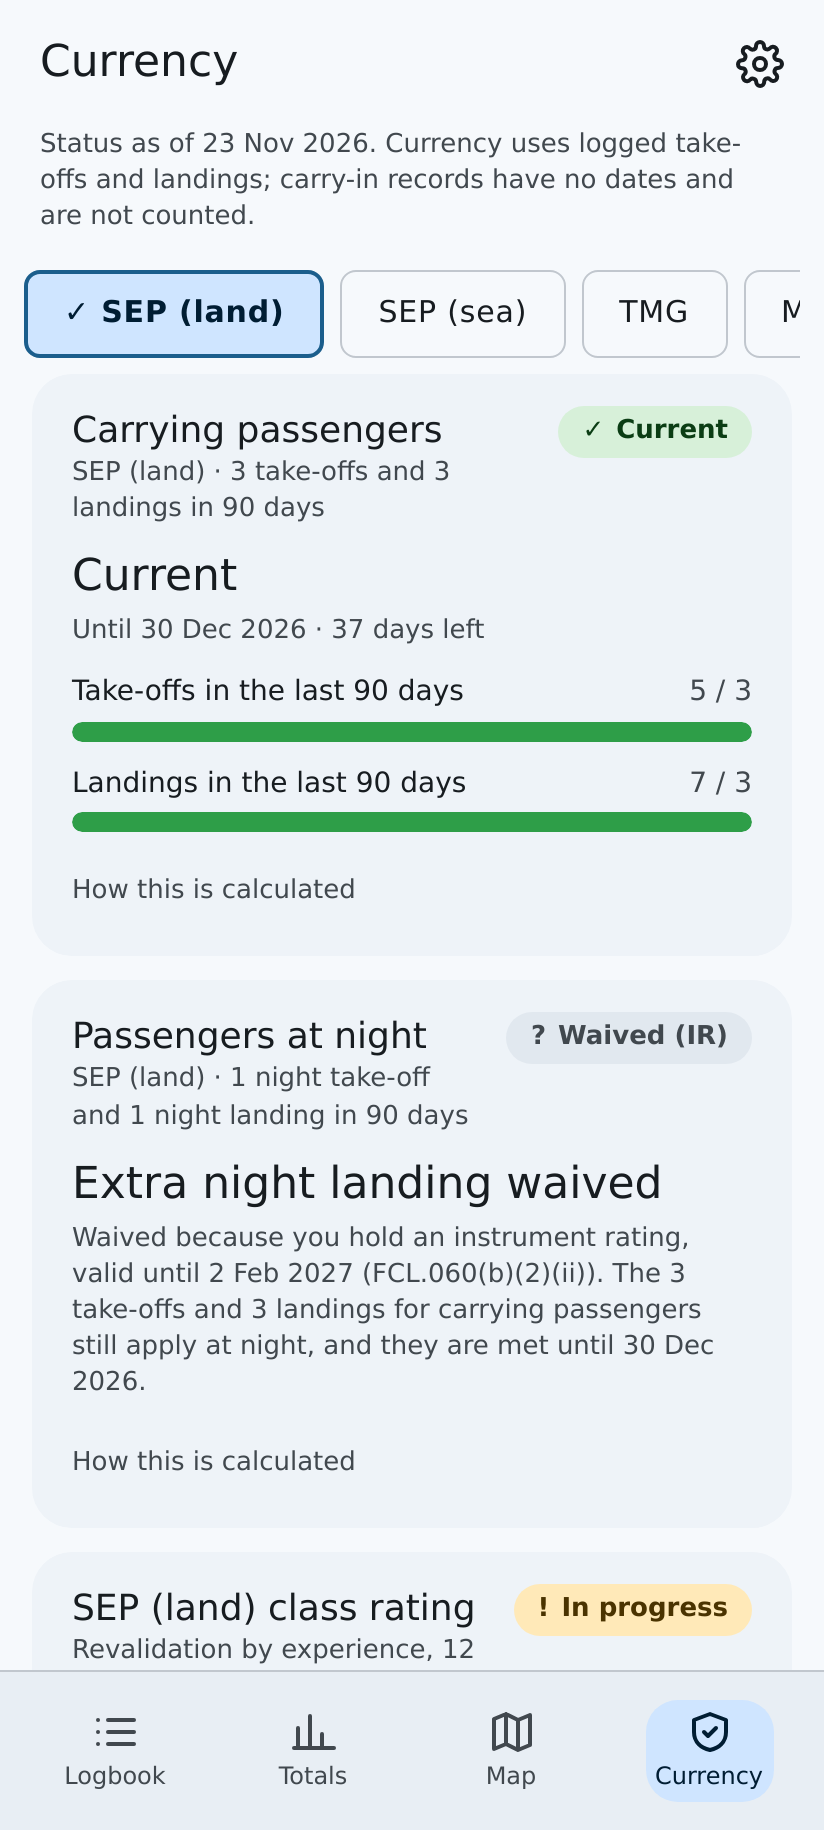 Currency
Status as of 23 Nov 2026. Currency uses logged take-
offs and landings; carry-in records have no dates and
are not counted.
✓ SEP (land)
SEP (sea)
TMG
M
Carrying passengers
✓ Current
SEP (land) · 3 take-offs and 3
landings in 90 days
Current
Until 30 Dec 2026 · 37 days left
Take-offs in the last 90 days
5 / 3
Landings in the last 90 days
7 / 3
How this is calculated
Passengers at night
? Waived (IR)
SEP (land) · 1 night take-off
and 1 night landing in 90 days
Extra night landing waived
Waived because you hold an instrument rating,
valid until 2 Feb 2027 (FCL.060(b)(2)(ii)). The 3
take-offs and 3 landings for carrying passengers
still apply at night, and they are met until 30 Dec
2026.
How this is calculated
SEP (land) class rating
! In progress
Revalidation by experience, 12
Logbook
Totals
Map
Currency